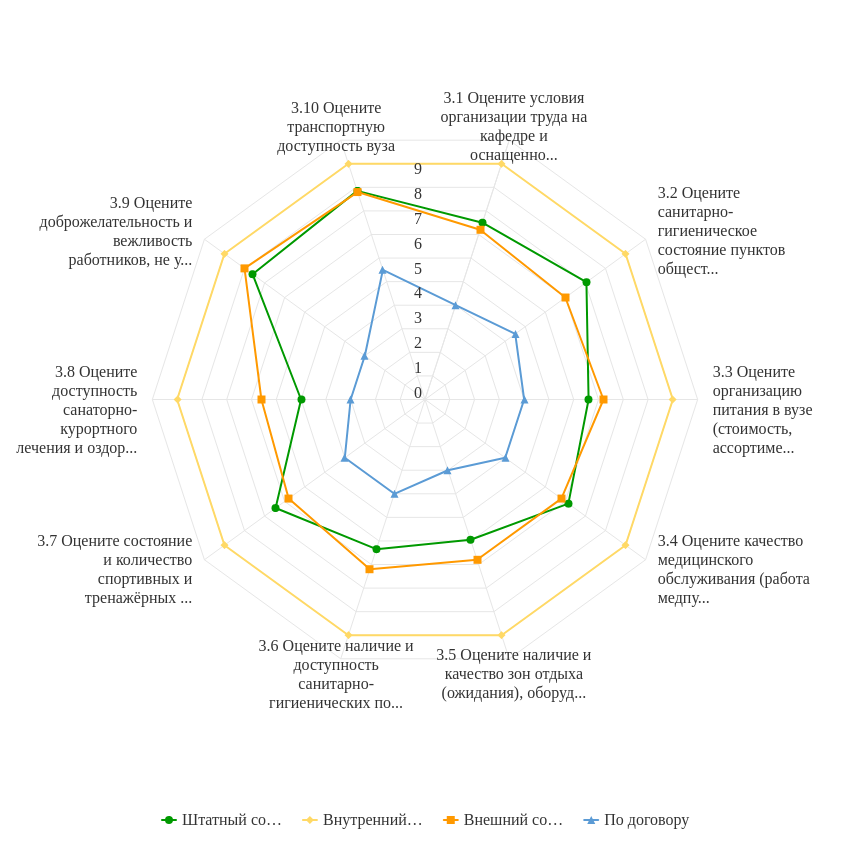 3.10 Оцените
транспортную
доступность вуза
3.1 Оцените условия
организации труда на
кафедре и
оснащенно...
3.2 Оцените
санитарно-
гигиеническое
состояние пунктов
общест...
3.3 Оцените
организацию
питания в вузе
(стоимость,
ассортиме...
3.4 Оцените качество
медицинского
обслуживания (работа
медпу...
3.5 Оцените наличие и
качество зон отдыха
(ожидания), оборуд...
3.6 Оцените наличие и
доступность
санитарно-
гигиенических по...
3.7 Оцените состояние
и количество
спортивных и
тренажёрных ...
3.8 Оцените
доступность
санаторно-
курортного
лечения и оздор...
3.9 Оцените
доброжелательность и
вежливость
работников, не у...
9
8
7
6
5
4
3
2
1
0
Штатный со… Внутренний… Внешний со… По договору